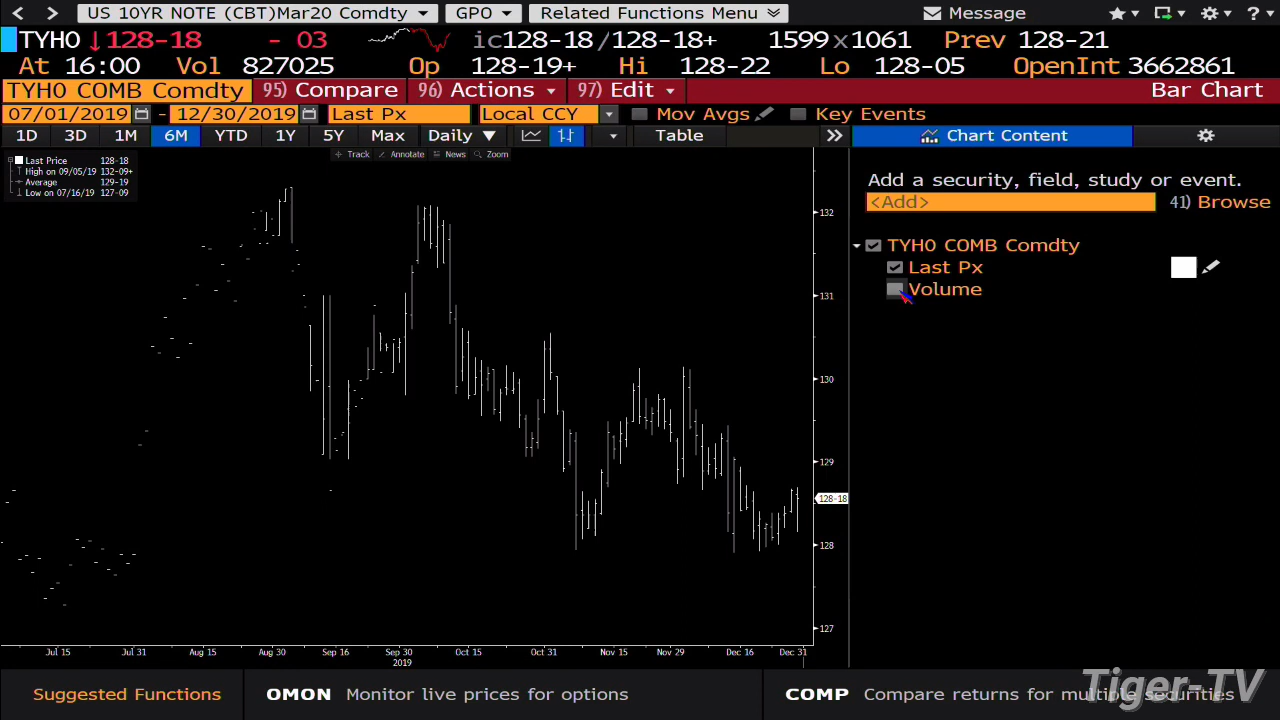 US 10YR NOTE (CBT)Mar20 Comdty GPO Related Functions Menu Message ?
TYH0 ↓128-18 - 03 ic128-18/128-18+ 1599x1061 Prev 128-21
At 16:00 Vol 827025 Op 128-19+ Hi 128-22 Lo 128-05 OpenInt 3662861
TYH0 COMB Comdty 95) Compare 96) Actions 97) Edit Bar Chart
07/01/2019 - 12/30/2019 Last Px Local CCY Mov Avgs Key Events
1D 3D 1M 6M YTD 1Y 5Y Max Daily ▼ Table » Chart Content
Track Annotate News Zoom
Last Price 128-18
High on 09/05/19 132-09+
Average 129-19
Low on 07/16/19 127-09
Add a security, field, study or event.
<Add> 41) Browse
TYH0 COMB Comdty
Last Px
Volume
132
131
130
129
128-18
128
127
Jul 15 Jul 31 Aug 15 Aug 30 Sep 16 Sep 30 Oct 15 Oct 31 Nov 15 Nov 29 Dec 16 Dec 31
2019
Suggested Functions OMON Monitor live prices for options COMP Compare returns for multiple securities
Tiger-TV